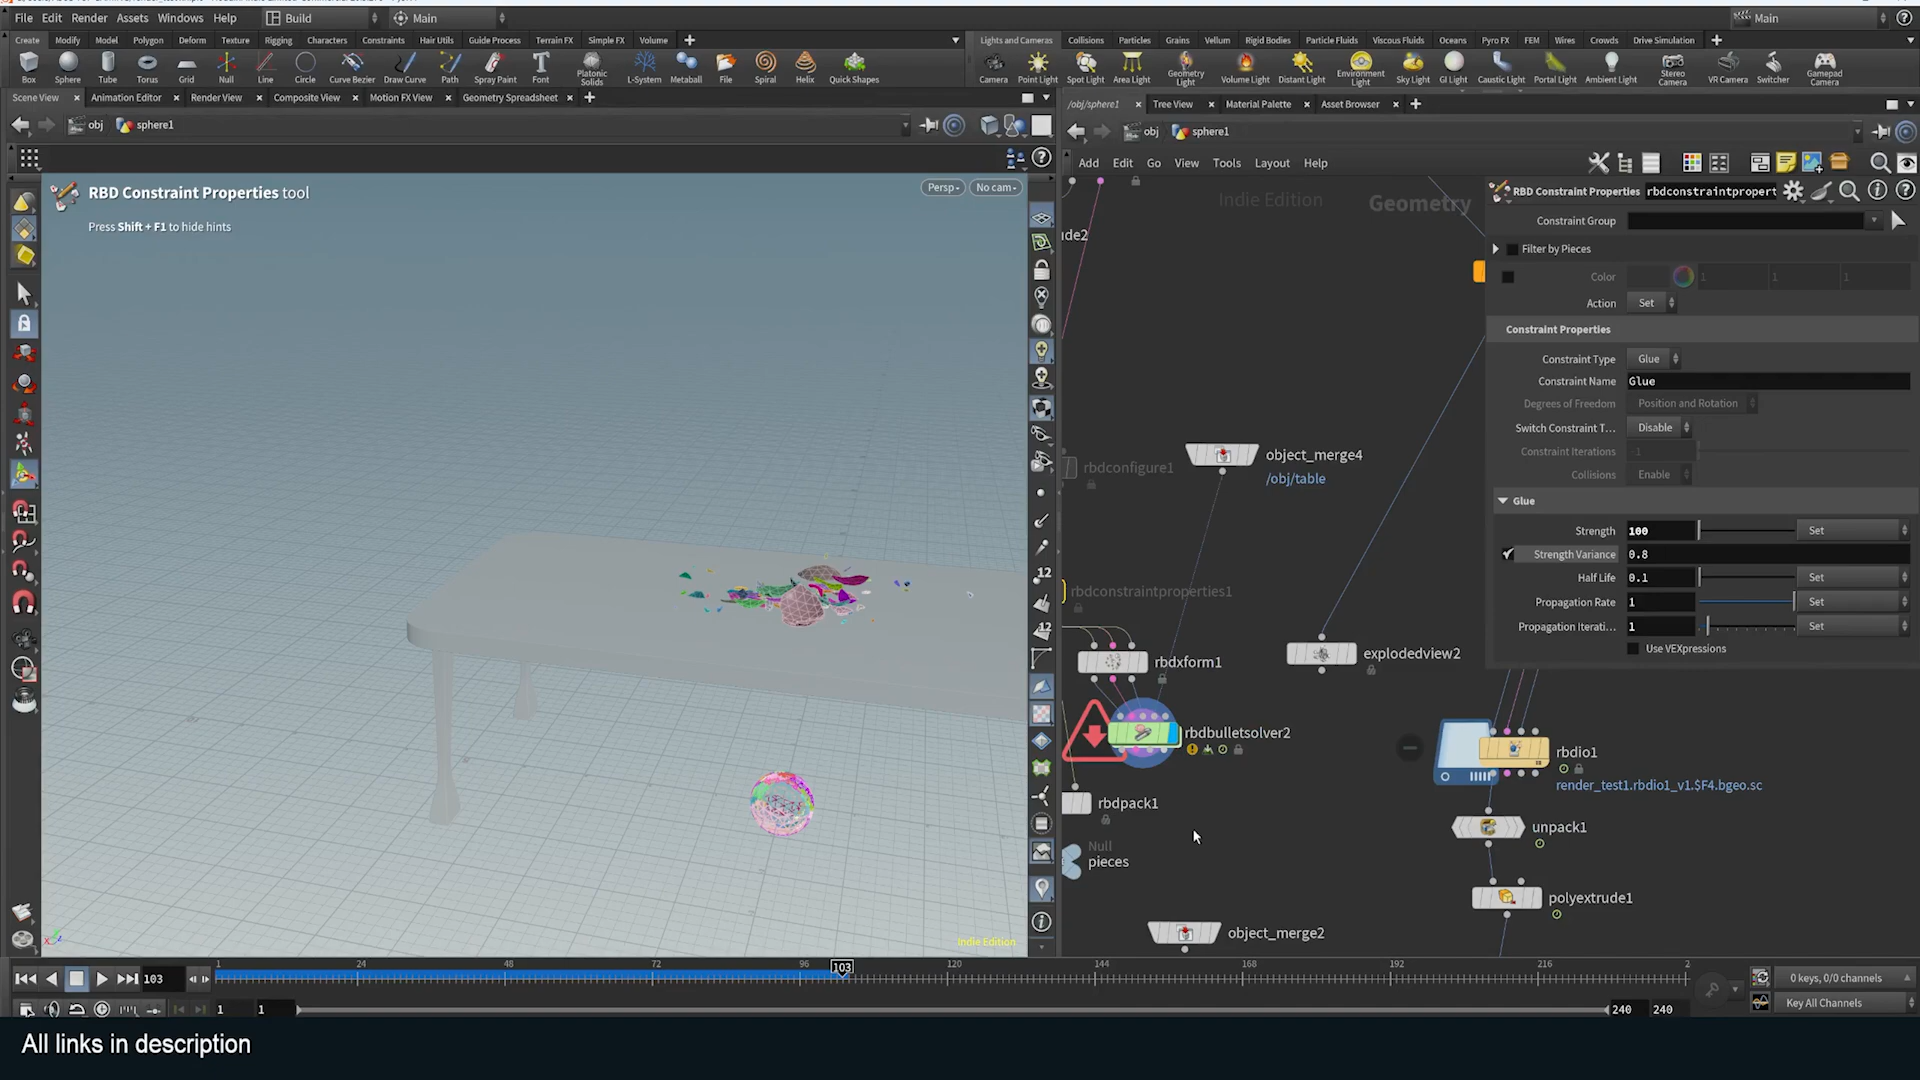 File Edit Render Assets Windows Help Build Main Main
Create Modify Model Polygon Deform Texture Rigging Characters Constraints Hair Utils Guide Process Terrain FX Simple FX Volume
Lights and Cameras Collisions Particles Grains Vellum Rigid Bodies Particle Fluids Viscous Fluids Oceans Pyro FX FEM Wires Crowds Drive Simulation
Box Sphere Tube Torus Grid Null Line Circle Curve Bezier Draw Curve Path Spray Paint Font Platonic Solids L-System Metaball File Spiral Helix Quick Shapes
Camera Point Light Spot Light Area Light Geometry Light Volume Light Distant Light Environment Light Sky Light GI Light Caustic Light Portal Light Ambient Light Stereo Camera VR Camera Switcher Gamepad Camera
Scene View Animation Editor Render View Composite View Motion FX View Geometry Spreadsheet
/obj/sphere1 Tree View Material Palette Asset Browser
obj sphere1
obj sphere1
Add Edit Go View Tools Layout Help
RBD Constraint Properties tool
Press Shift + F1 to hide hints
Persp No cam
Indie Edition
Geometry
RBD Constraint Properties rbdconstraintpropert
Constraint Group
Filter by Pieces
Color 1 1 1
Action Set
Constraint Properties
Constraint Type Glue
Constraint Name Glue
Degrees of Freedom Position and Rotation
Switch Constraint T... Disable
Constraint Iterations 1
Collisions Enable
Glue
Strength 100 Set
Strength Variance 0.8
Half Life 0.1 Set
Propagation Rate 1 Set
Propagation Iterati... 1 Set
Use VEXpressions
ide2
object_merge4
/obj/table
rbdconfigure1
rbdconstraintproperties1
rbdxform1
explodedview2
rbdbulletsolver2
rbdio1
render_test1.rbdio1_v1.$F4.bgeo.sc
rbdpack1
unpack1
Null
pieces
polyextrude1
object_merge2
12
12
Indie Edition
103 1 24 48 72 96 103 120 144 168 192 216 2
0 keys, 0/0 channels
1 1 240 240
Key All Channels
All links in description